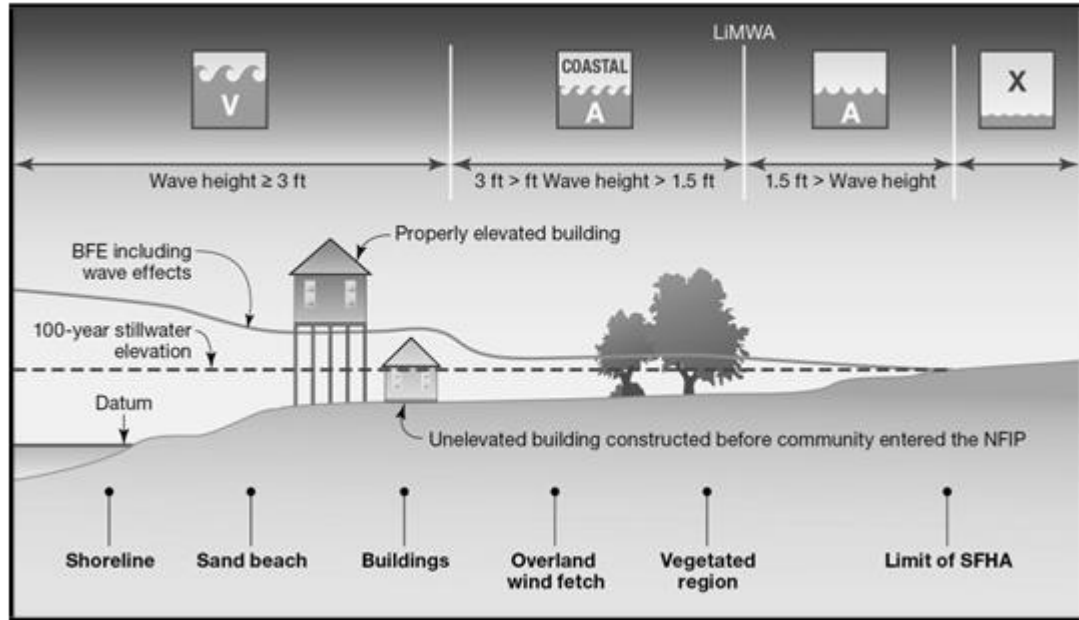 LiMWA
V
COASTAL
A
A
X
Wave height ≥ 3 ft
3 ft > ft Wave height > 1.5 ft
1.5 ft > Wave height
Properly elevated building
BFE including
wave effects
100-year stillwater
elevation
Datum
Unelevated building constructed before community entered the NFIP
Shoreline
Sand beach
Buildings
Overland
wind fetch
Vegetated
region
Limit of SFHA